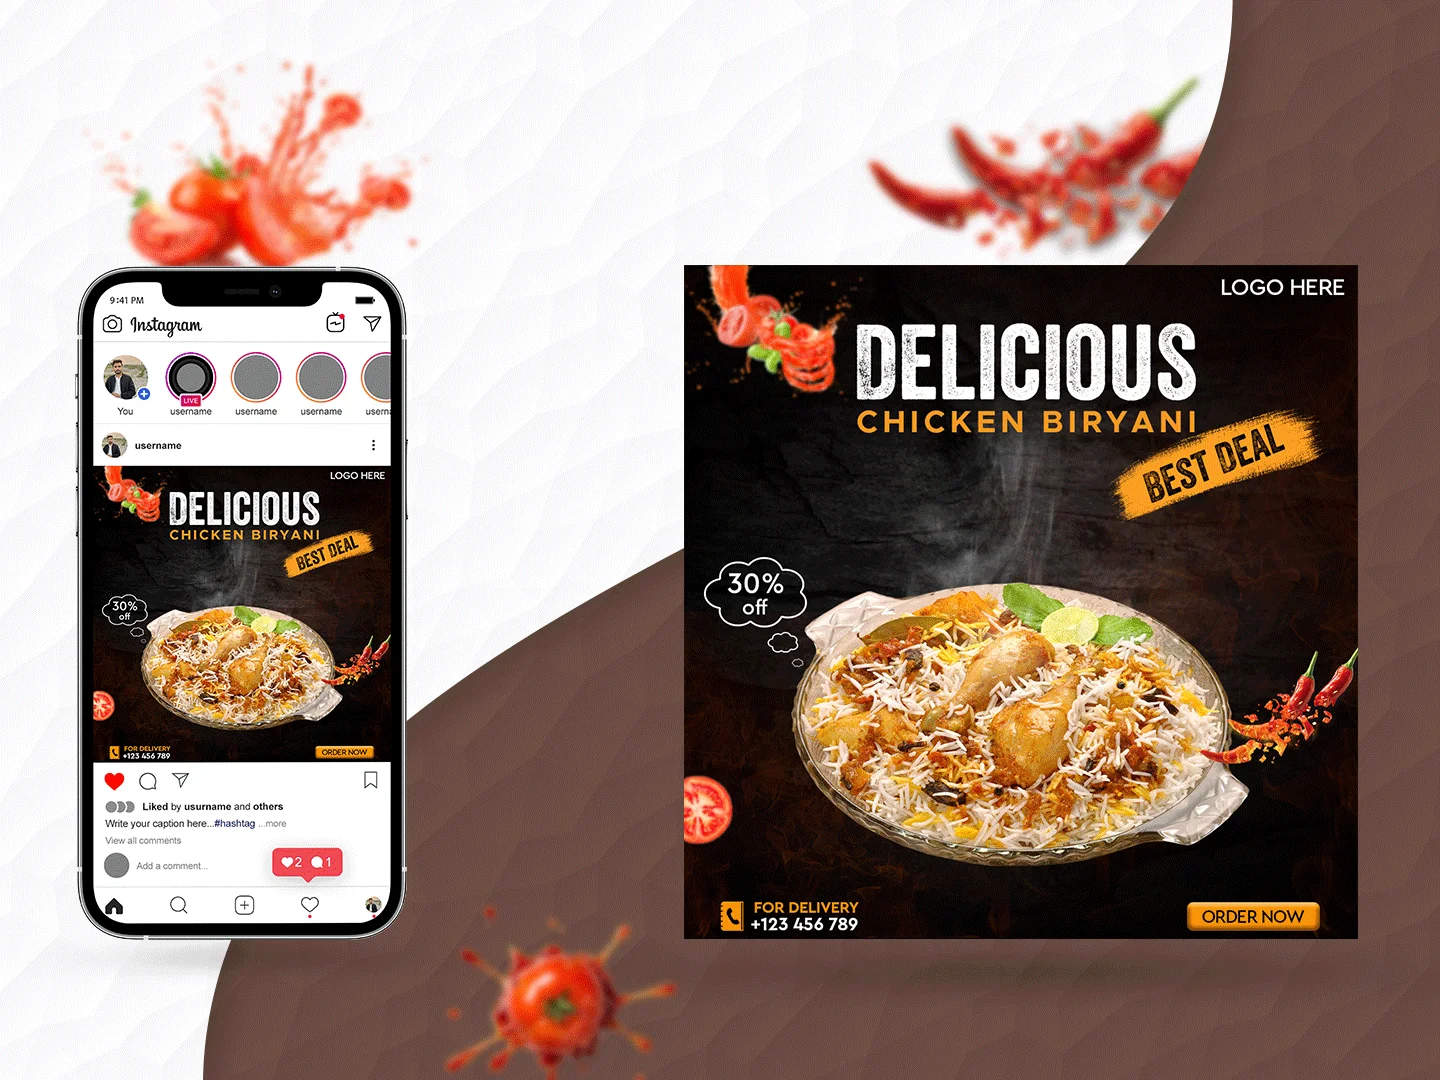 9:41 PM
Instagram
You
LIVE
username
username
username
usern
username
LOGO HERE
DELICIOUS
CHICKEN BIRYANI
BEST DEAL
30%
off
FOR DELIVERY
+123 456 789
ORDER NOW
Liked by usurname and others
Write your caption here...#hashtag ...more
View all comments
Add a comment...
2 1
LOGO HERE
DELICIOUS
CHICKEN BIRYANI
BEST DEAL
30%
off
FOR DELIVERY
+123 456 789
ORDER NOW